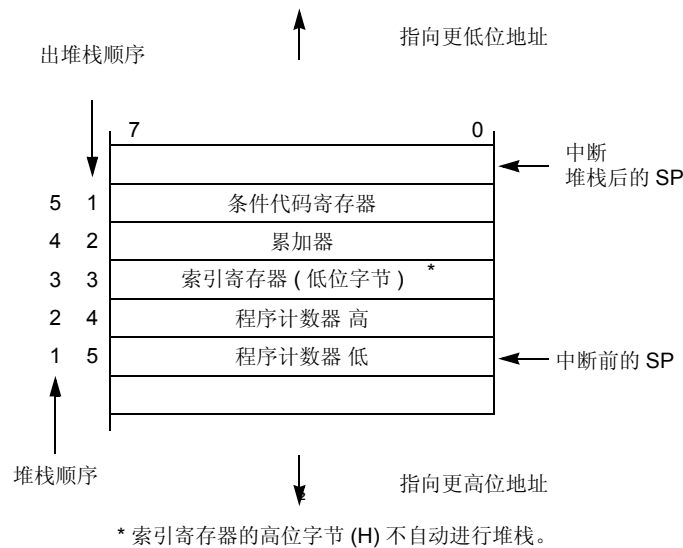 指向更低位地址
出堆栈顺序
7 0
中断
堆栈后的 SP
5 1 条件代码寄存器
4 2 累加器
3 3 索引寄存器 ( 低位字节 ) *
2 4 程序计数器 高
1 5 程序计数器 低
中断前的 SP
堆栈顺序
指向更高位地址
* 索引寄存器的高位字节 (H) 不自动进行堆栈。